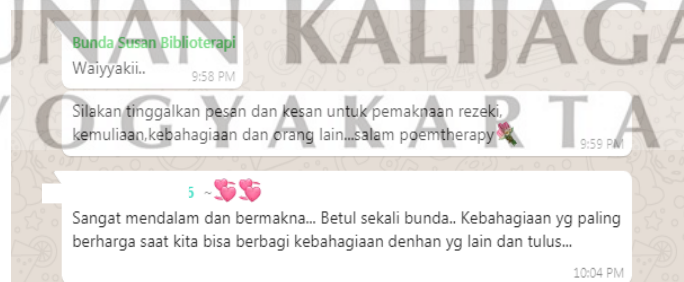 UNAN KALIJAGA
Bunda Susan Biblioterapi
Waiyyakii..
9:58 PM
YOGYAKARTA
Silakan tinggalkan pesan dan kesan untuk pemaknaan rezeki,
kemuliaan,kebahagiaan dan orang lain...salam poemtherapy🌹
9:59 PM
5 ~💞💞
Sangat mendalam dan bermakna... Betul sekali bunda.. Kebahagiaan yg paling
berharga saat kita bisa berbagi kebahagiaan denhan yg lain dan tulus...
10:04 PM